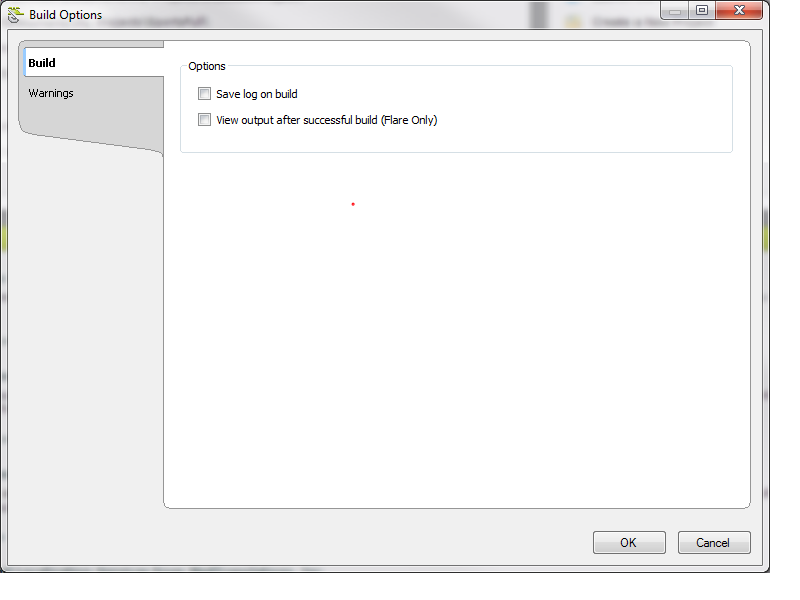 Build Options
Build
Warnings
Options
Save log on build
View output after successful build (Flare Only)
OK
Cancel